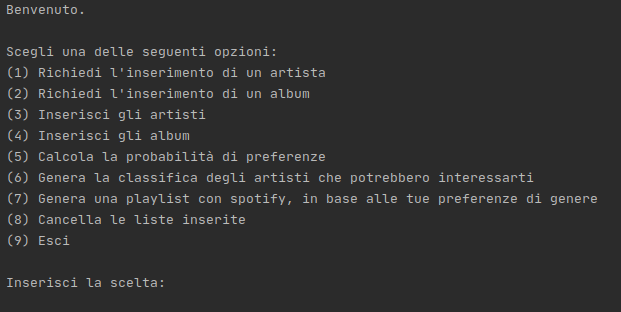 Benvenuto.
Scegli una delle seguenti opzioni:
(1) Richiedi l'inserimento di un artista
(2) Richiedi l'inserimento di un album
(3) Inserisci gli artisti
(4) Inserisci gli album
(5) Calcola la probabilità di preferenze
(6) Genera la classifica degli artisti che potrebbero interessarti
(7) Genera una playlist con spotify, in base alle tue preferenze di genere
(8) Cancella le liste inserite
(9) Esci
Inserisci la scelta: